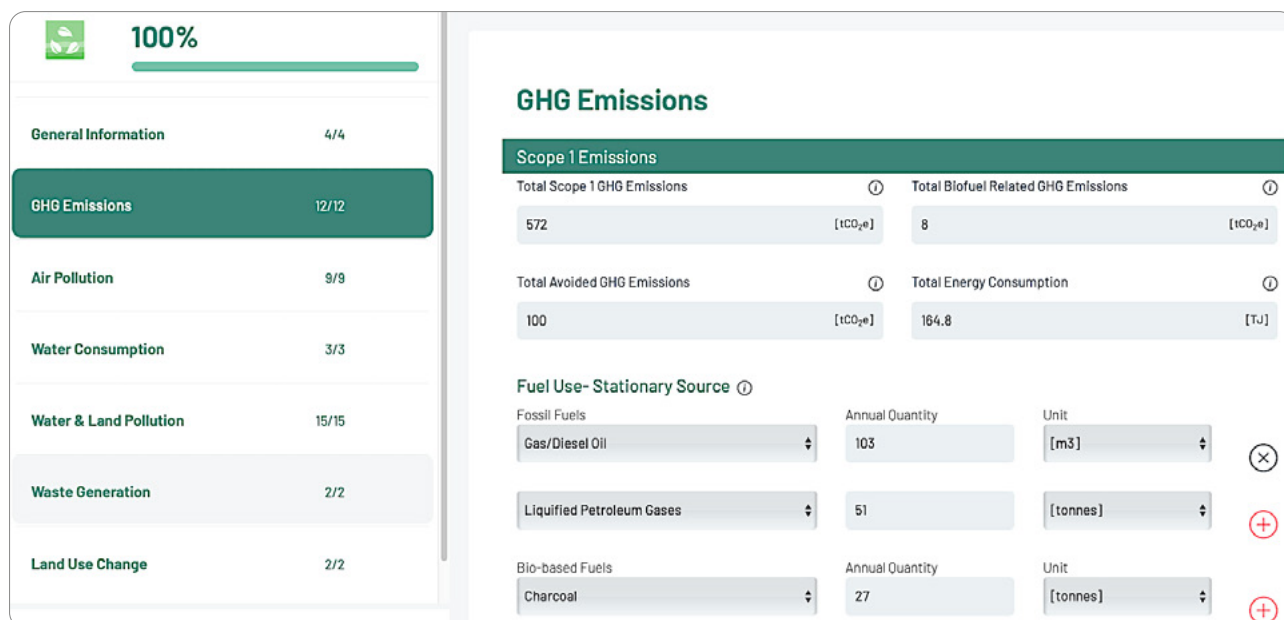 100%
General Information 4/4
GHG Emissions 12/12
Air Pollution 9/9
Water Consumption 3/3
Water & Land Pollution 15/15
Waste Generation 2/2
Land Use Change 2/2
GHG Emissions
Scope 1 Emissions
Total Scope 1 GHG Emissions Total Biofuel Related GHG Emissions
572 [tCO₂e] 8 [tCO₂e]
Total Avoided GHG Emissions Total Energy Consumption
100 [tCO₂e] 164.8 [TJ]
Fuel Use- Stationary Source
Fossil Fuels Annual Quantity Unit
Gas/Diesel Oil 103 [m3]
Liquified Petroleum Gases 51 [tonnes]
Bio-based Fuels Annual Quantity Unit
Charcoal 27 [tonnes]